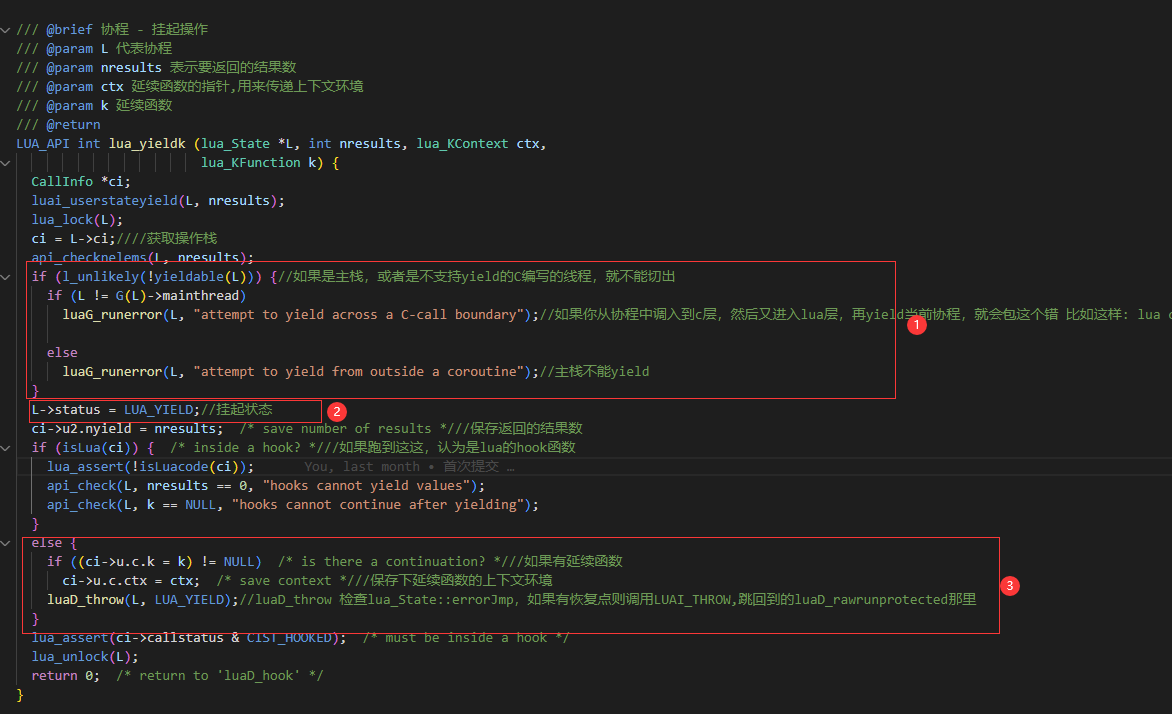 /// @brief 协程 - 挂起操作
/// @param L 代表协程
/// @param nresults 表示要返回的结果数
/// @param ctx 延续函数的指针,用来传递上下文环境
/// @param k 延续函数
/// @return
LUA_API int lua_yieldk (lua_State *L, int nresults, lua_KContext ctx,
lua_KFunction k) {
CallInfo *ci;
luai_userstateyield(L, nresults);
lua_lock(L);
ci = L->ci;////获取操作栈
api_checknelems(L, nresults);
if (l_unlikely(!yieldable(L))) {//如果是主栈，或者是不支持yield的C编写的线程，就不能切出
if (L != G(L)->mainthread)
luaG_runerror(L, "attempt to yield across a C-call boundary");//如果你从协程中调入到c层，然后又进入lua层，再yield当前协程，就会包这个错 比如这样: lua c
1
else
luaG_runerror(L, "attempt to yield from outside a coroutine");//主栈不能yield
}
L->status = LUA_YIELD;//挂起状态
2
ci->u2.nyield = nresults;  /* save number of results *///保存返回的结果数
if (isLua(ci)) {  /* inside a hook? *///如果跑到这这，认为是lua的hook函数
lua_assert(!isLuacode(ci)); You, last month • 首次提交 …
api_check(L, nresults == 0, "hooks cannot yield values");
api_check(L, k == NULL, "hooks cannot continue after yielding");
}
else {
if ((ci->u.c.k = k) != NULL)  /* is there a continuation? *///如果有延续函数
ci->u.c.ctx = ctx;  /* save context *///保存下延续函数的上下文环境
3
luaD_throw(L, LUA_YIELD);//luaD_throw 检查lua_State::errorJmp，如果有恢复点则调用LUAI_THROW,跳回到的luaD_rawrunprotected那里
}
lua_assert(ci->callstatus & CIST_HOOKED);  /* must be inside a hook */
lua_unlock(L);
return 0;  /* return to 'luaD_hook' */
}